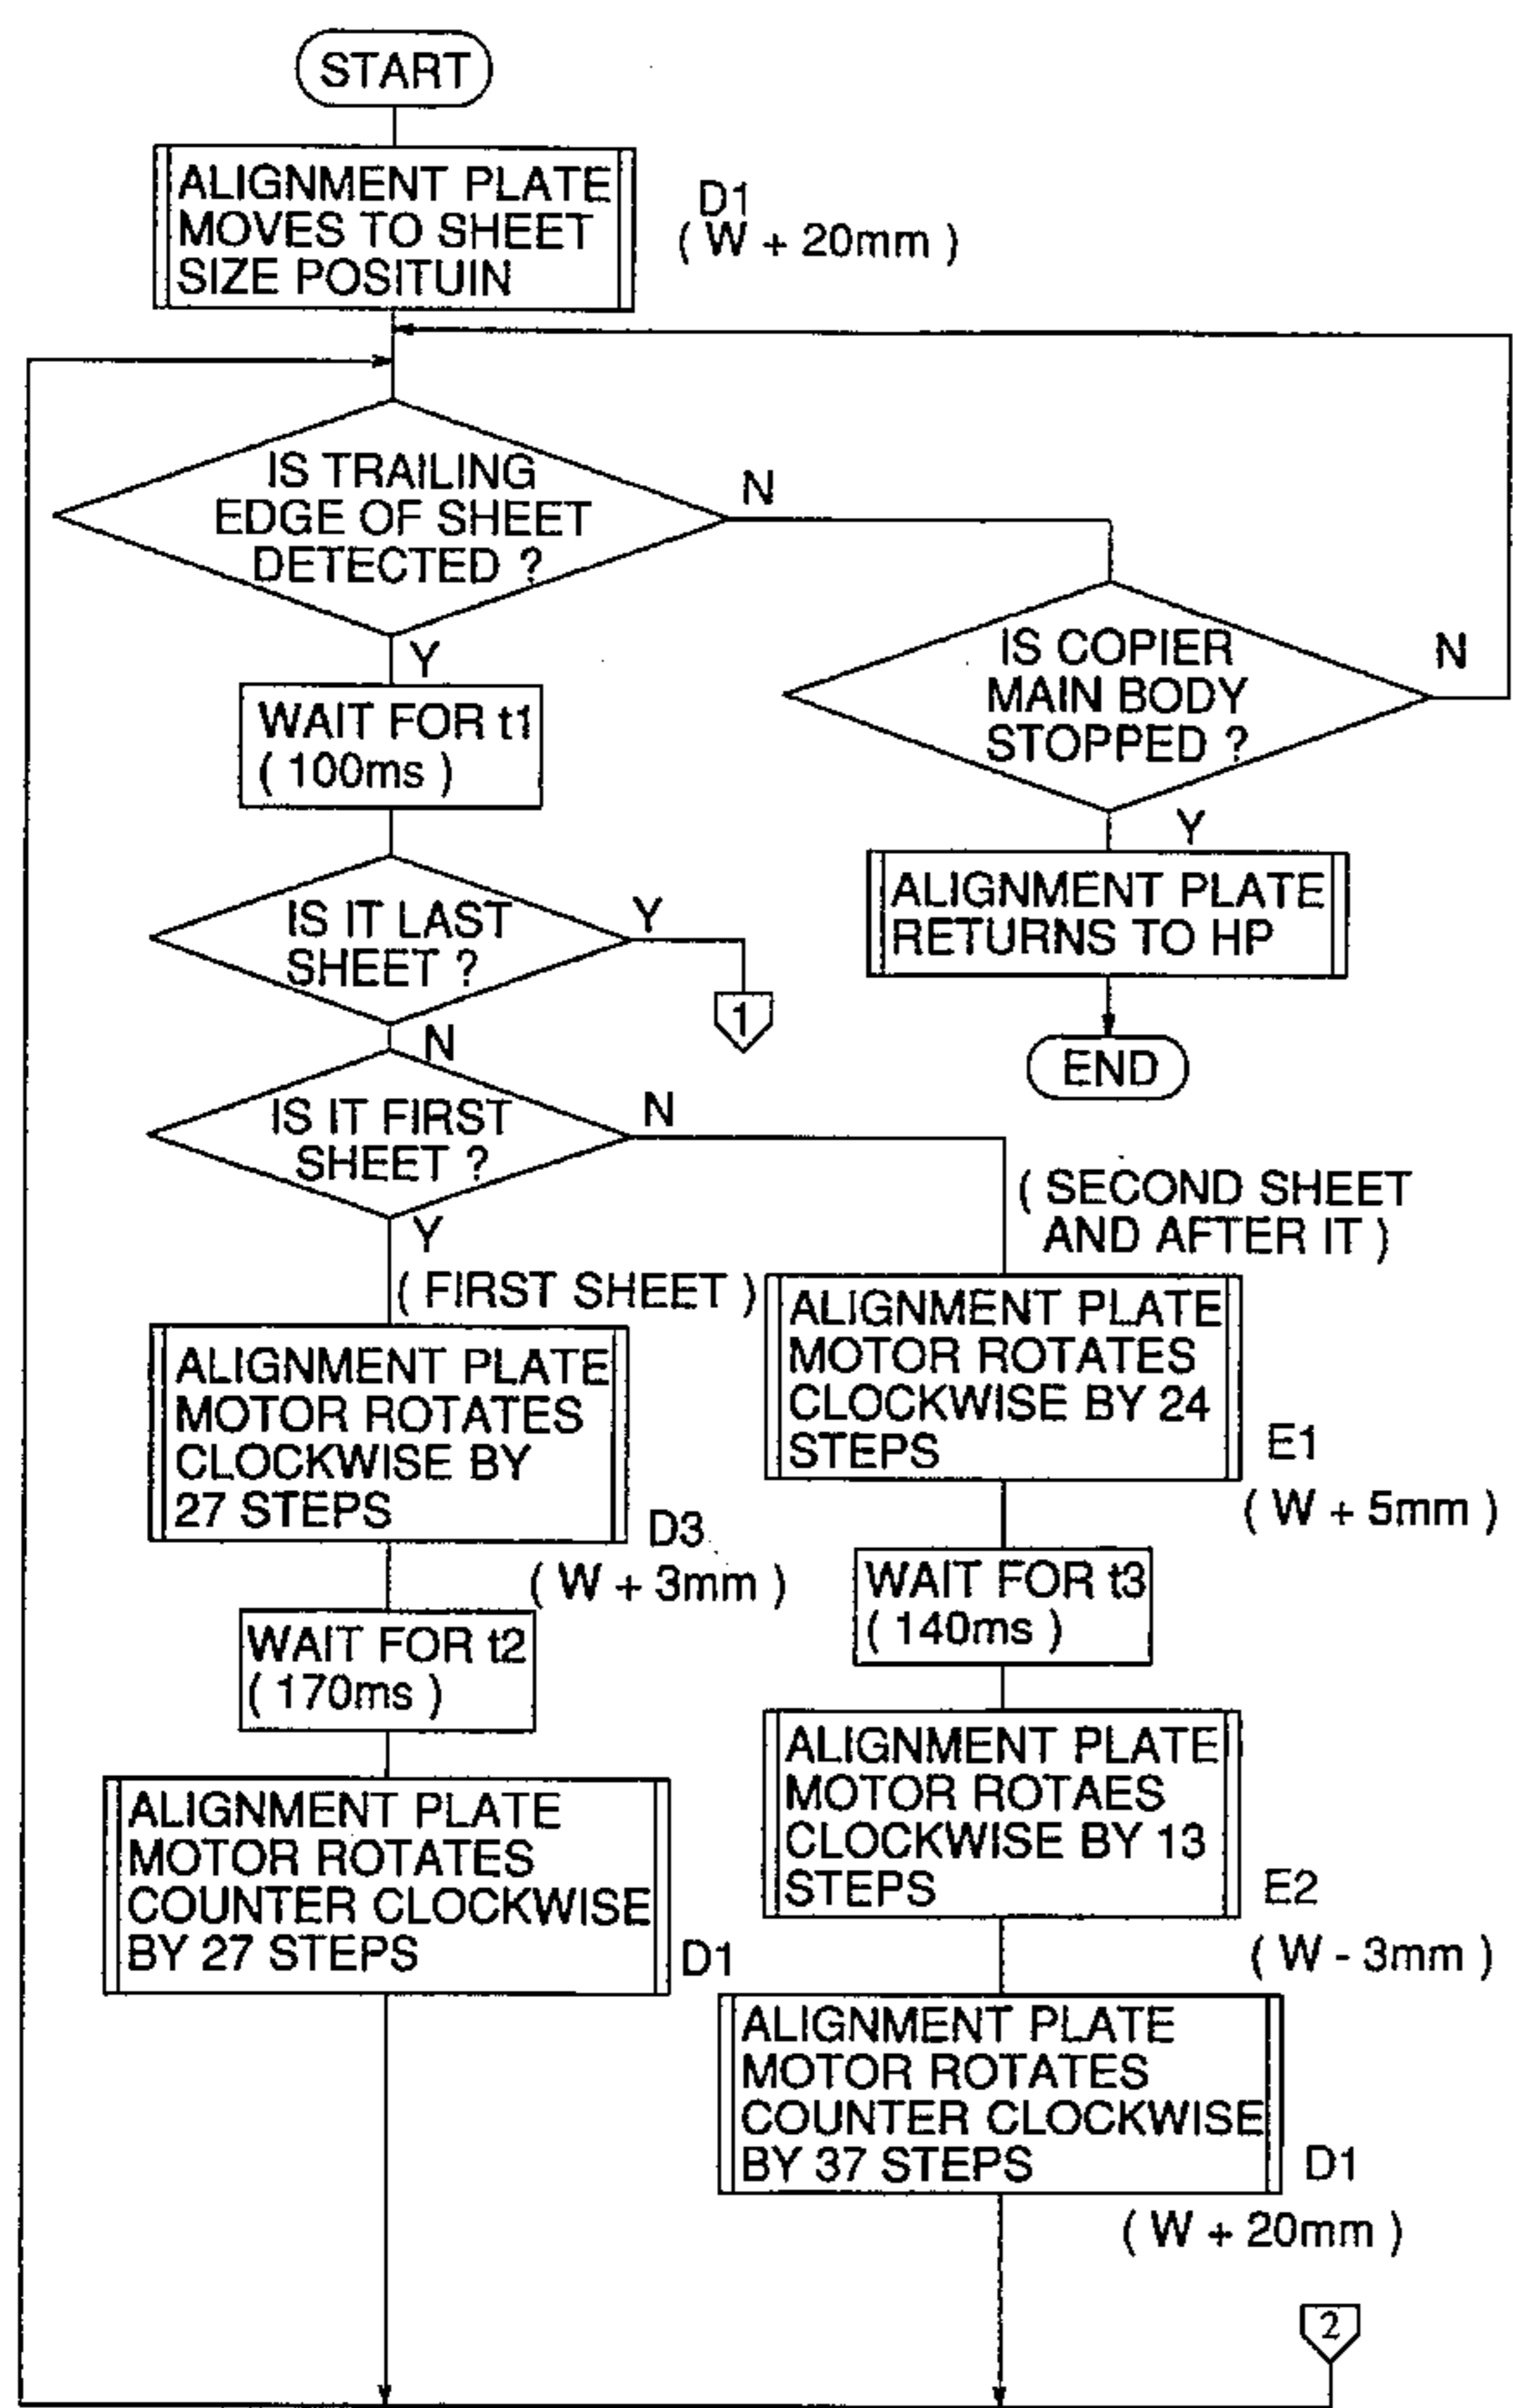 START
ALIGNMENT PLATE
MOVES TO SHEET
SIZE POSITUIN
D1
( W + 20mm )
IS TRAILING
EDGE OF SHEET
DETECTED ?
N
Y
IS COPIER
MAIN BODY
STOPPED ?
N
Y
WAIT FOR t1
( 100ms )
ALIGNMENT PLATE
RETURNS TO HP
END
IS IT LAST
SHEET ?
Y
1
N
IS IT FIRST
SHEET ?
N
( SECOND SHEET
AND AFTER IT )
Y
( FIRST SHEET )
ALIGNMENT PLATE
MOTOR ROTATES
CLOCKWISE BY
27 STEPS
D3
( W + 3mm )
WAIT FOR t2
( 170ms )
ALIGNMENT PLATE
MOTOR ROTATES
COUNTER CLOCKWISE
BY 27 STEPS
D1
ALIGNMENT PLATE
MOTOR ROTATES
CLOCKWISE BY 24
STEPS
E1
( W + 5mm )
WAIT FOR t3
( 140ms )
ALIGNMENT PLATE
MOTOR ROTAES
CLOCKWISE BY 13
STEPS
E2
( W - 3mm )
ALIGNMENT PLATE
MOTOR ROTATES
COUNTER CLOCKWISE
BY 37 STEPS
D1
( W + 20mm )
2